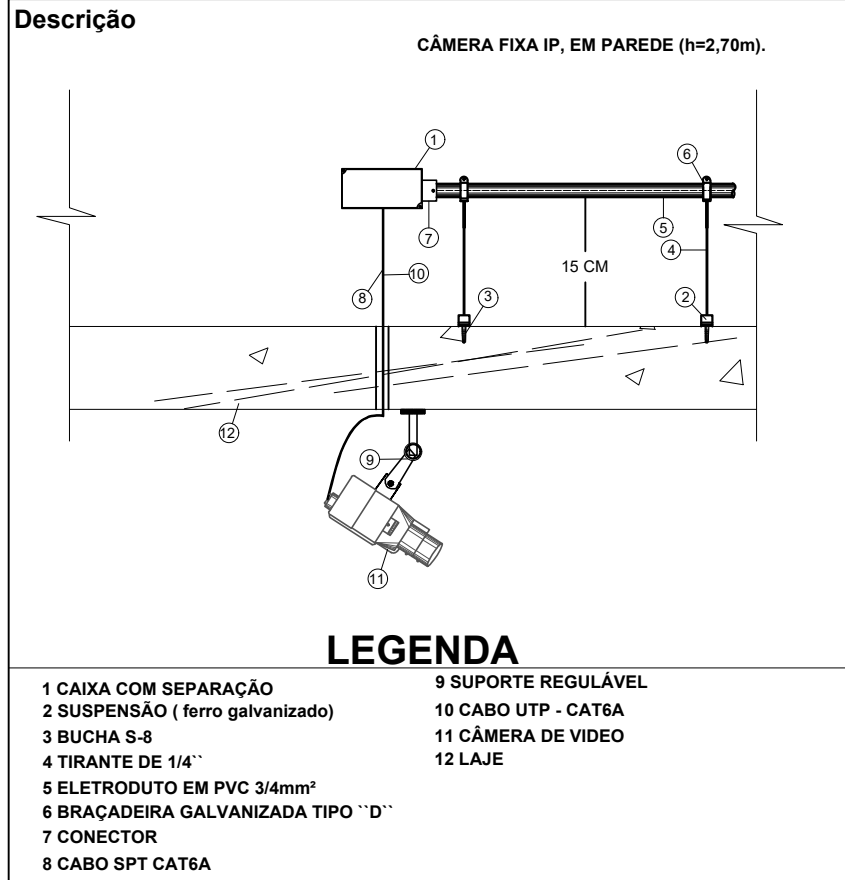 Descrição
CÂMERA FIXA IP, EM PAREDE (h=2,70m).
1
6
7
5
4
10
8
15 CM
3
2
12
9
11
LEGENDA
1 CAIXA COM SEPARAÇÃO
2 SUSPENSÃO ( ferro galvanizado)
3 BUCHA S-8
4 TIRANTE DE 1/4``
5 ELETRODUTO EM PVC 3/4mm²
6 BRAÇADEIRA GALVANIZADA TIPO ``D``
7 CONECTOR
8 CABO SPT CAT6A
9 SUPORTE REGULÁVEL
10 CABO UTP - CAT6A
11 CÂMERA DE VIDEO
12 LAJE